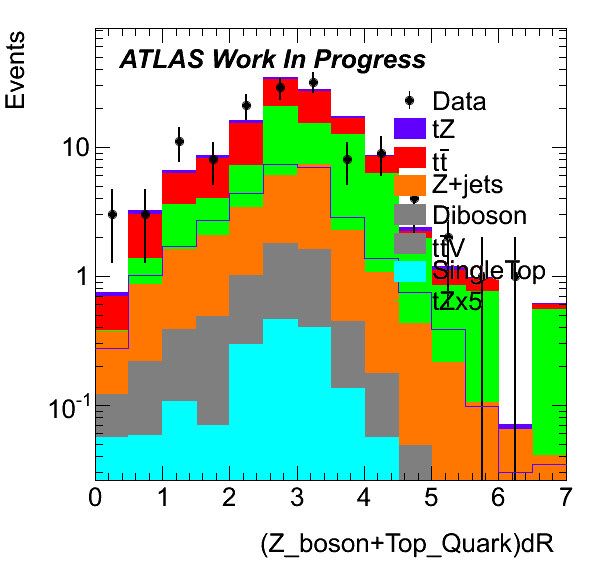 Events
ATLAS Work In Progress
Data
tZ
tt̄
Z+jets
Diboson
tt̄V
SingleTop
tZx5
10
1
10⁻¹
0 1 2 3 4 5 6 7
(Z_boson+Top_Quark)dR